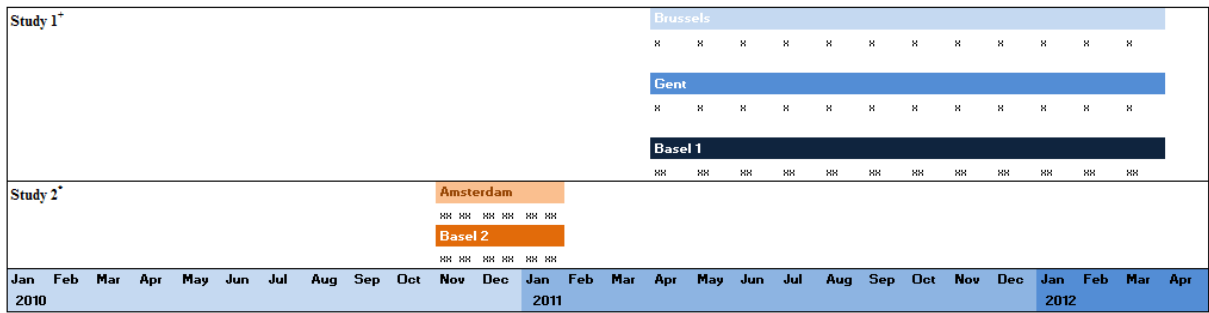 Study 1+
Brussels
x x x x x x x x x x x x
Gent
x x x x x x x x x x x x
Basel 1
xx xx xx xx xx xx xx xx xx xx xx xx
Study 2*
Amsterdam
xx xx xx xx xx xx
Basel 2
xx xx xx xx xx xx
Jan Feb Mar Apr May Jun Jul Aug Sep Oct Nov Dec Jan Feb Mar Apr May Jun Jul Aug Sep Oct Nov Dec Jan Feb Mar Apr
2010 2011 2012